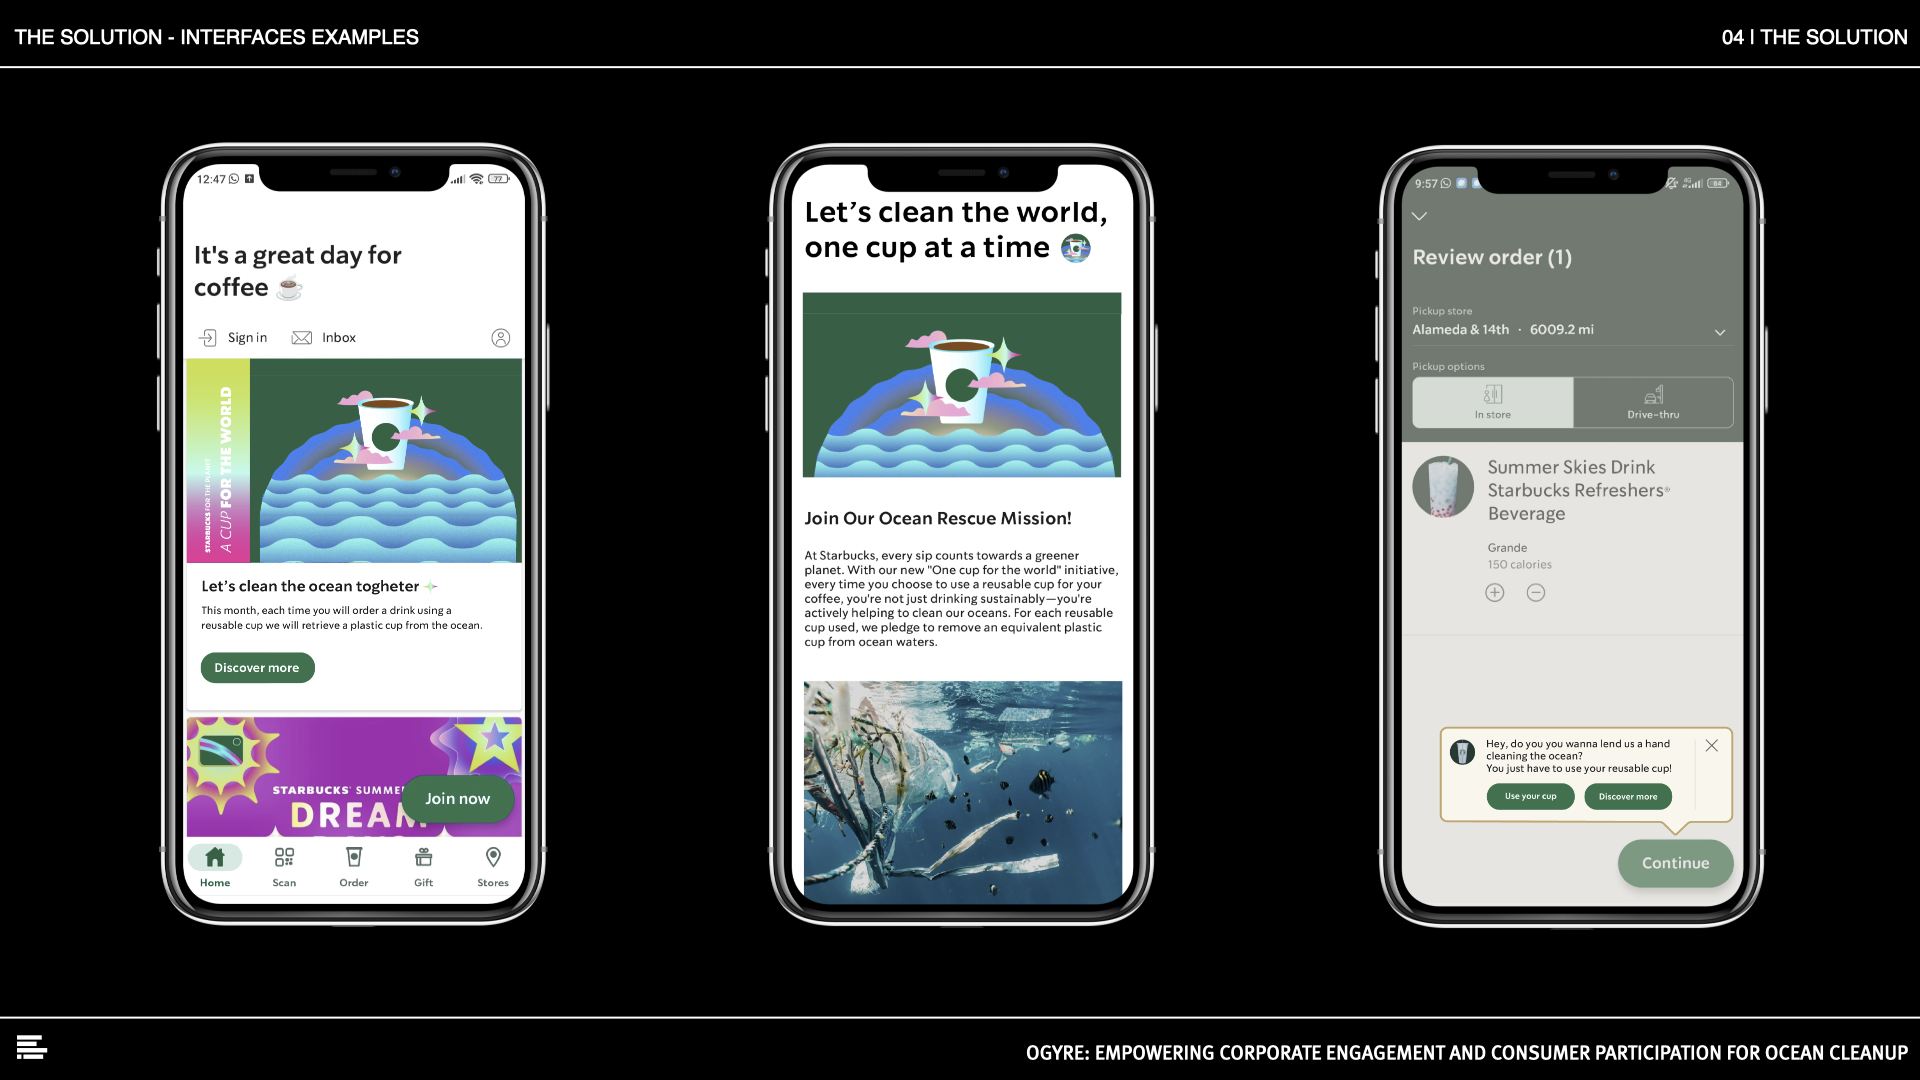 THE SOLUTION - INTERFACES EXAMPLES
04 | THE SOLUTION
12:47
77
It's a great day for
coffee
Sign in
Inbox
STARBUCKS FOR THE PLANET
A CUP FOR THE WORLD
Let's clean the ocean togheter
This month, each time you will order a drink using a
reusable cup we will retrieve a plastic cup from the ocean.
Discover more
STARBUCKS® SUMMER
DREAM
Join now
Home
Scan
Order
Gift
Stores
Let's clean the world,
one cup at a time
Join Our Ocean Rescue Mission!
At Starbucks, every sip counts towards a greener
planet. With our new "One cup for the world" initiative,
every time you choose to use a reusable cup for your
coffee, you're not just drinking sustainably—you're
actively helping to clean our oceans. For each reusable
cup used, we pledge to remove an equivalent plastic
cup from ocean waters.
9:57
4G
84
Review order (1)
Pickup store
Alameda & 14th · 6009.2 mi
Pickup options
In store
Drive-thru
Summer Skies Drink
Starbucks Refreshers®
Beverage
Grande
150 calories
Hey, do you you wanna lend us a hand
cleaning the ocean?
You just have to use your reusable cup!
Use your cup
Discover more
Continue
OGYRE: EMPOWERING CORPORATE ENGAGEMENT AND CONSUMER PARTICIPATION FOR OCEAN CLEANUP